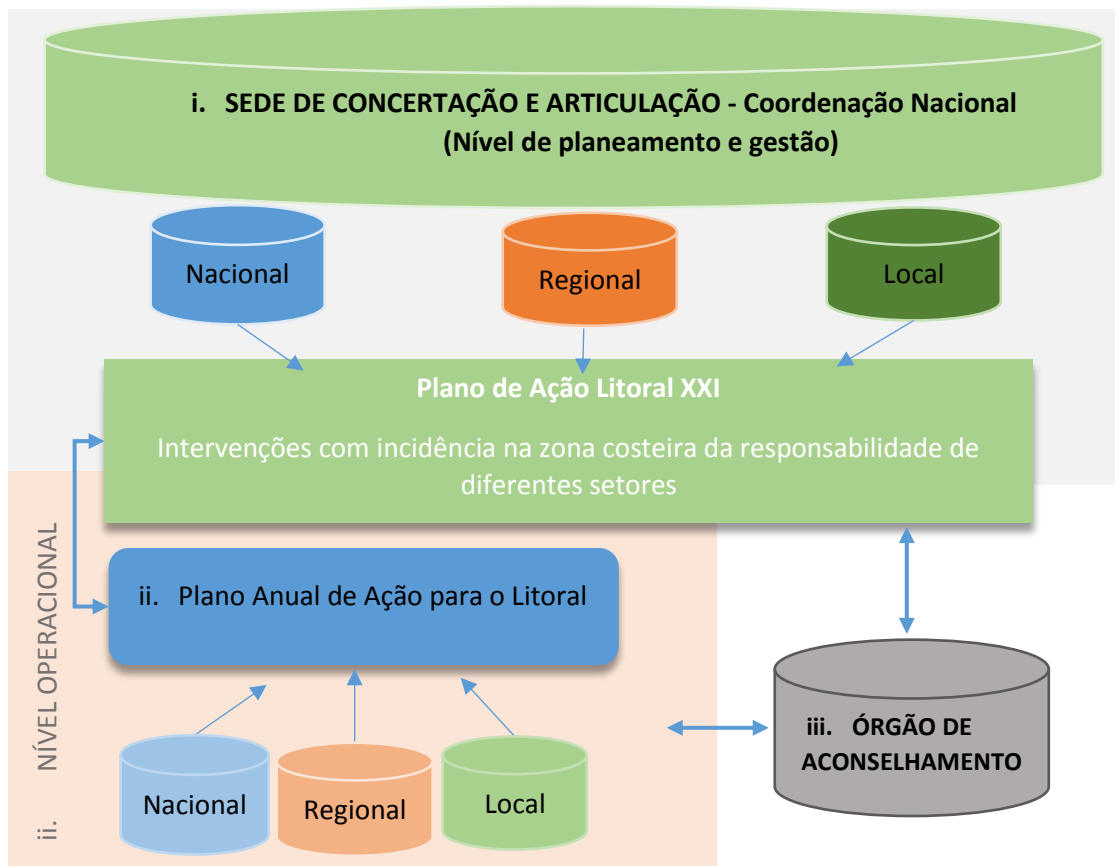 i. SEDE DE CONCERTAÇÃO E ARTICULAÇÃO - Coordenação Nacional
(Nível de planeamento e gestão)
Nacional
Regional
Local
Plano de Ação Litoral XXI
Intervenções com incidência na zona costeira da responsabilidade de
diferentes setores
ii. NÍVEL OPERACIONAL
ii. Plano Anual de Ação para o Litoral
iii. ÓRGÃO DE
ACONSELHAMENTO
Nacional
Regional
Local